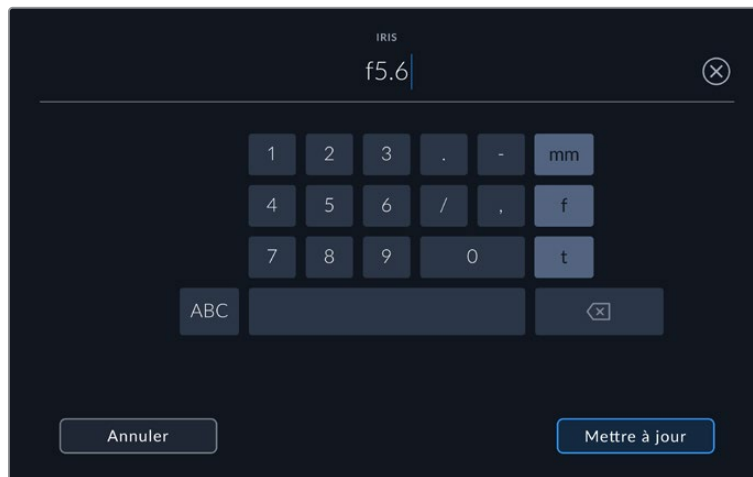 IRIS
f5.6
1 2 3 . - mm
4 5 6 / , f
7 8 9 0 t
ABC
Annuler Mettre à jour